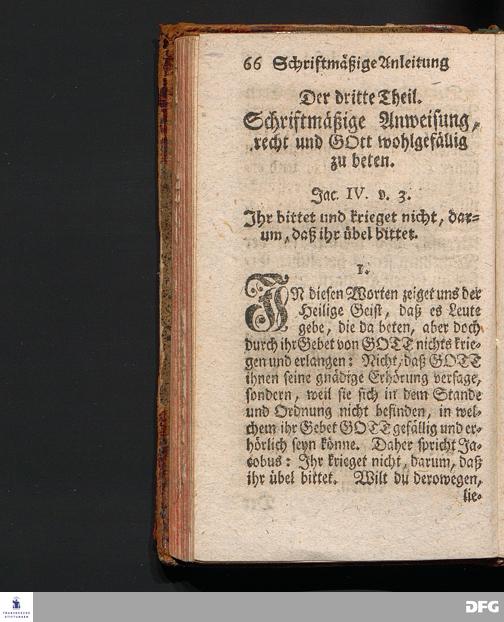 66 Schriftmäßige Anleitung
Der dritte Theil.
Schriftmäßige Anweisung,
recht und GOtt wohlgefällig
zu beten.
Jac. IV. v. 3.
Ihr bittet und krieget nicht, dar=
um, daß ihr übel bittet.
1.
IN diesen Worten zeiget uns der
Heilige Geist, daß es Leute
gebe, die da beten, aber doch
durch ihr Gebet von GOTT nichts krie=
gen und erlangen: Nicht, daß GOTT
ihnen seine gnädige Erhörung versage,
sondern, weil sie sich in dem Stande
und Ordnung nicht befinden, in wel=
chem ihr Gebet GOTT gefällig und er=
hörlich seyn könne. Daher spricht Ja=
cobus: Ihr krieget nicht, darum, daß
ihr übel bittet. Wilt du derowegen,
lie=
FRANCKESCHE
STIFTUNGEN
DFG